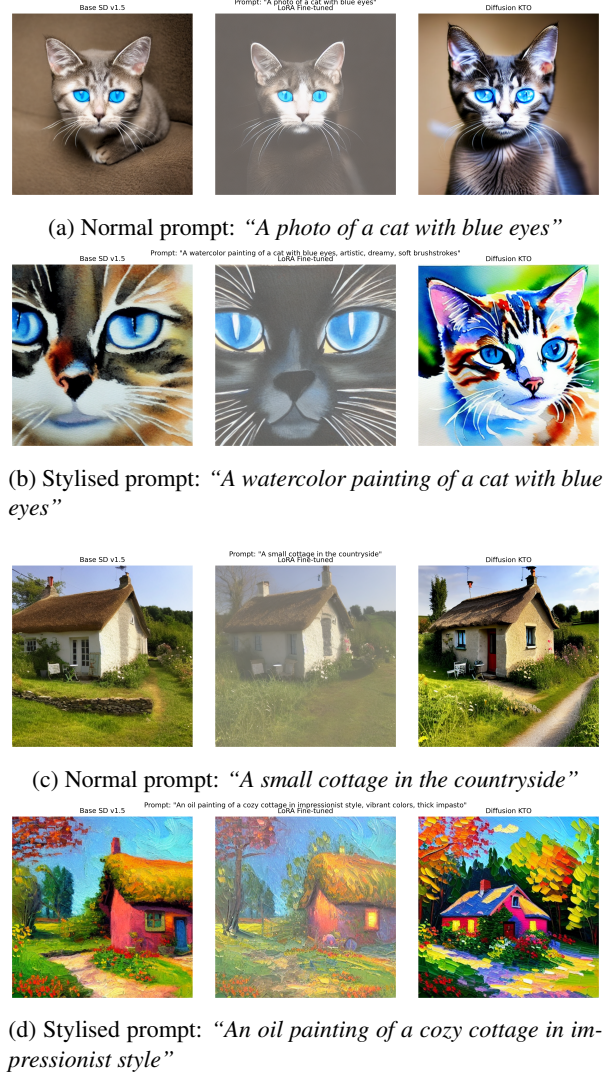 Prompt: "A photo of a cat with blue eyes"
Base SD v1.5 LoRA Fine-tuned Diffusion KTO
(a) Normal prompt: “A photo of a cat with blue eyes”
Prompt: "A watercolor painting of a cat with blue eyes, artistic, dreamy, soft brushstrokes"
Base SD v1.5 LoRA Fine-tuned Diffusion KTO
(b) Stylised prompt: “A watercolor painting of a cat with blue
eyes”
Prompt: "A small cottage in the countryside"
Base SD v1.5 LoRA Fine-tuned Diffusion KTO
(c) Normal prompt: “A small cottage in the countryside”
Prompt: "An oil painting of a cozy cottage in impressionist style, vibrant colors, thick impasto"
Base SD v1.5 LoRA Fine-tuned Diffusion KTO
(d) Stylised prompt: “An oil painting of a cozy cottage in im-
pressionist style”